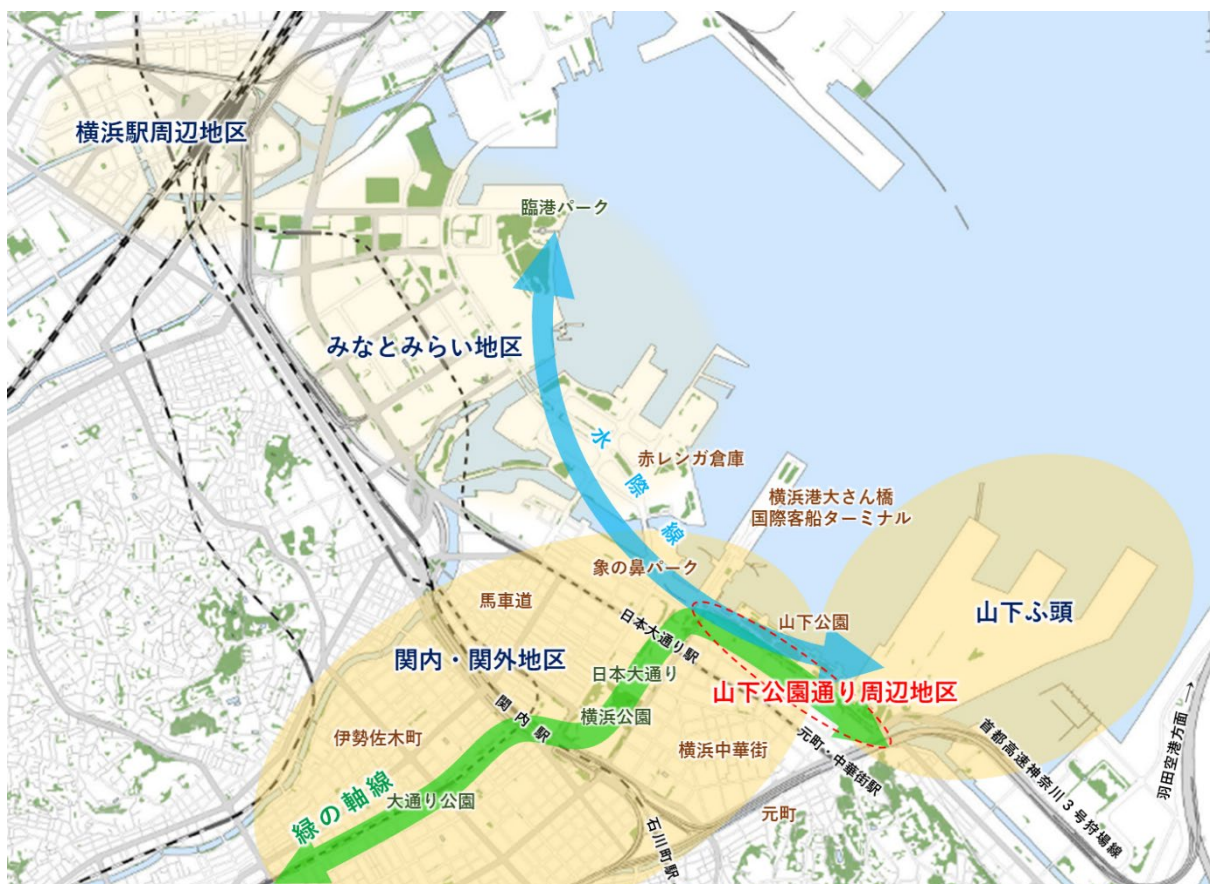 横浜駅周辺地区
臨港パーク
みなとみらい地区
水際線
赤レンガ倉庫
横浜港大さん橋
国際客船ターミナル
象の鼻パーク
馬車道
山下公園
山下ふ頭
日本大通り駅
関内・関外地区
日本大通り
山下公園通り周辺地区
横浜公園
関内駅
伊勢佐木町
横浜中華街
元町・中華街駅
首都高速神奈川3号狩場線
羽田空港方面→
大通り公園
緑の軸線
元町
石川町駅